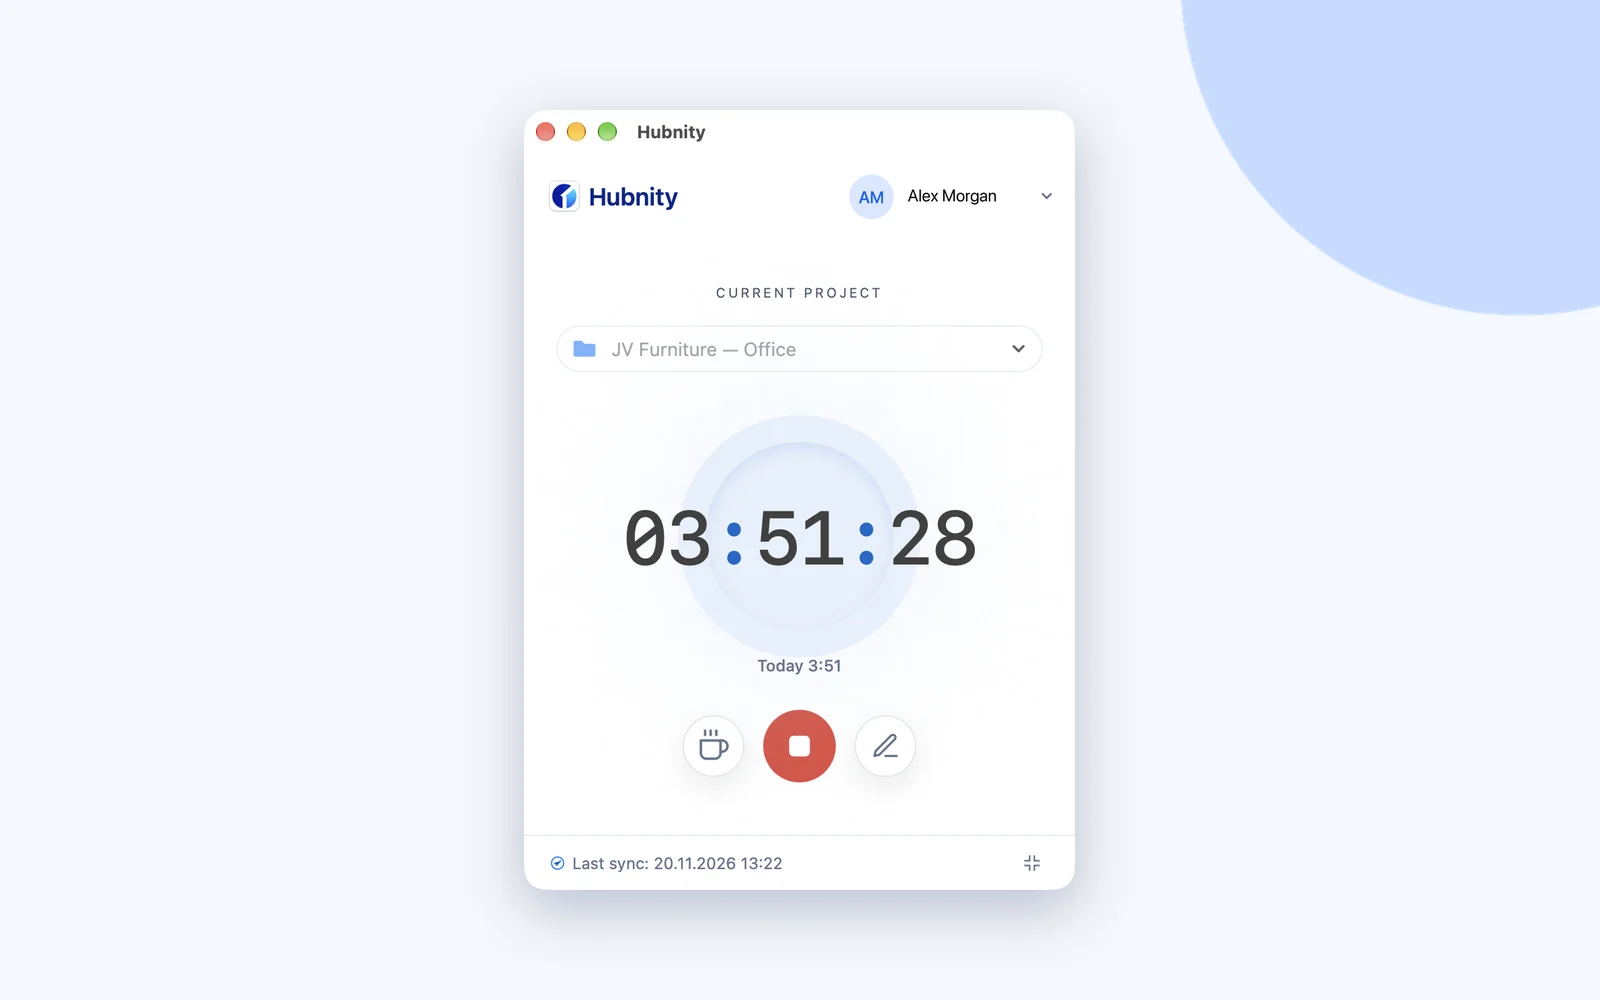 Hubnity
Hubnity
AM Alex Morgan
CURRENT PROJECT
JV Furniture — Office
03:51:28
Today 3:51
Last sync: 20.11.2026 13:22